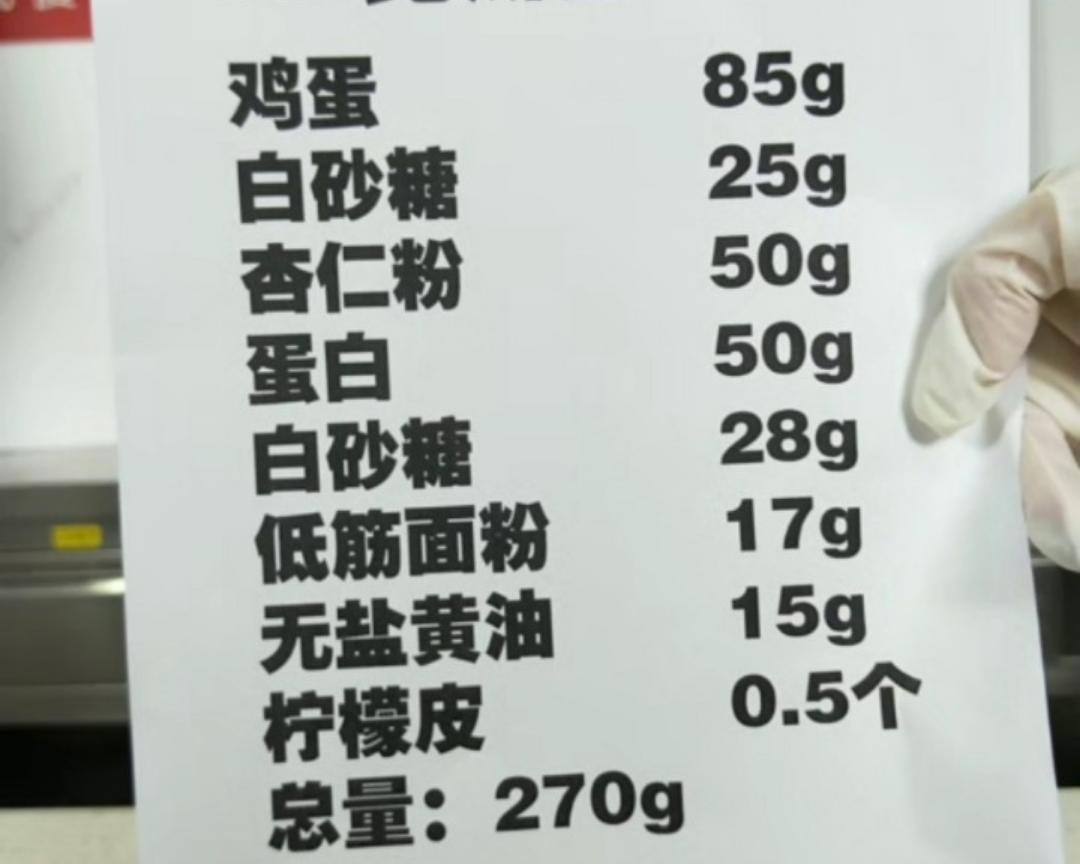 鸡蛋 85g
白砂糖 25g
杏仁粉 50g
蛋白 50g
白砂糖 28g
低筋面粉 17g
无盐黄油 15g
柠檬皮 0.5个
总量：270g